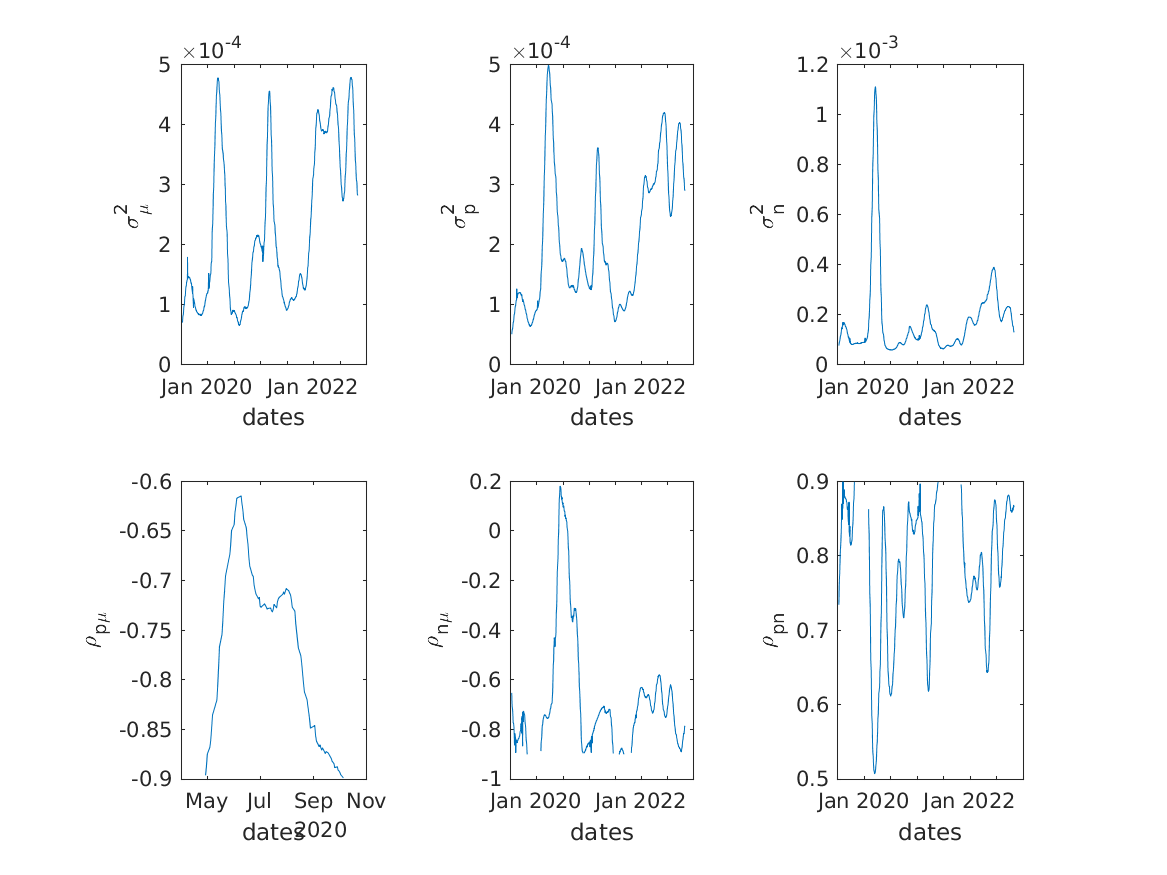 ×10-4
5
4
3
2
1
0
σ2μ
Jan 2020 Jan 2022
dates
×10-4
5
4
3
2
1
0
σ2p
Jan 2020 Jan 2022
dates
×10-3
1.2
1
0.8
0.6
0.4
0.2
0
σ2n
Jan 2020 Jan 2022
dates
-0.6
-0.65
-0.7
-0.75
-0.8
-0.85
-0.9
ρpμ
May Jul Sep Nov
2020
dates
0.2
0
-0.2
-0.4
-0.6
-0.8
-1
ρnμ
Jan 2020 Jan 2022
dates
0.9
0.8
0.7
0.6
0.5
ρpn
Jan 2020 Jan 2022
dates